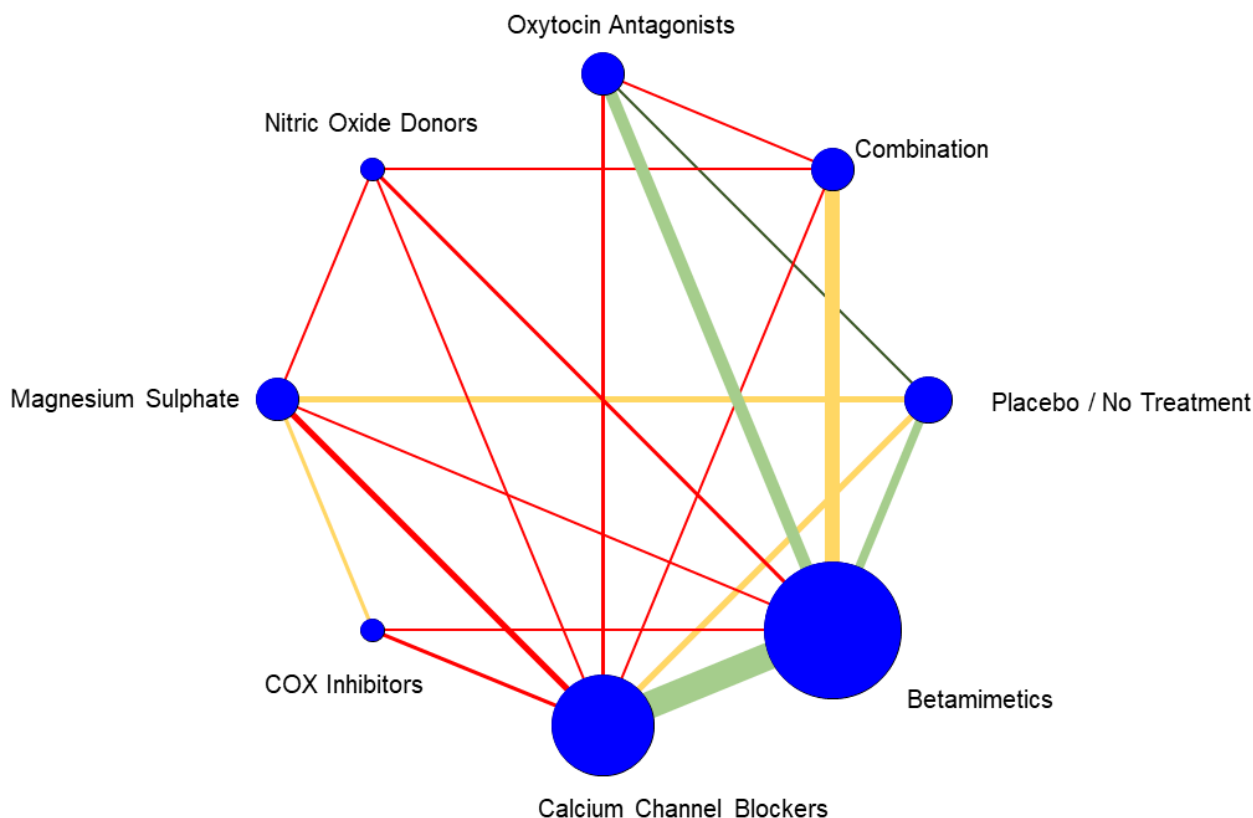 Oxytocin Antagonists
Nitric Oxide Donors
Combination
Magnesium Sulphate
Placebo / No Treatment
COX Inhibitors
Betamimetics
Calcium Channel Blockers